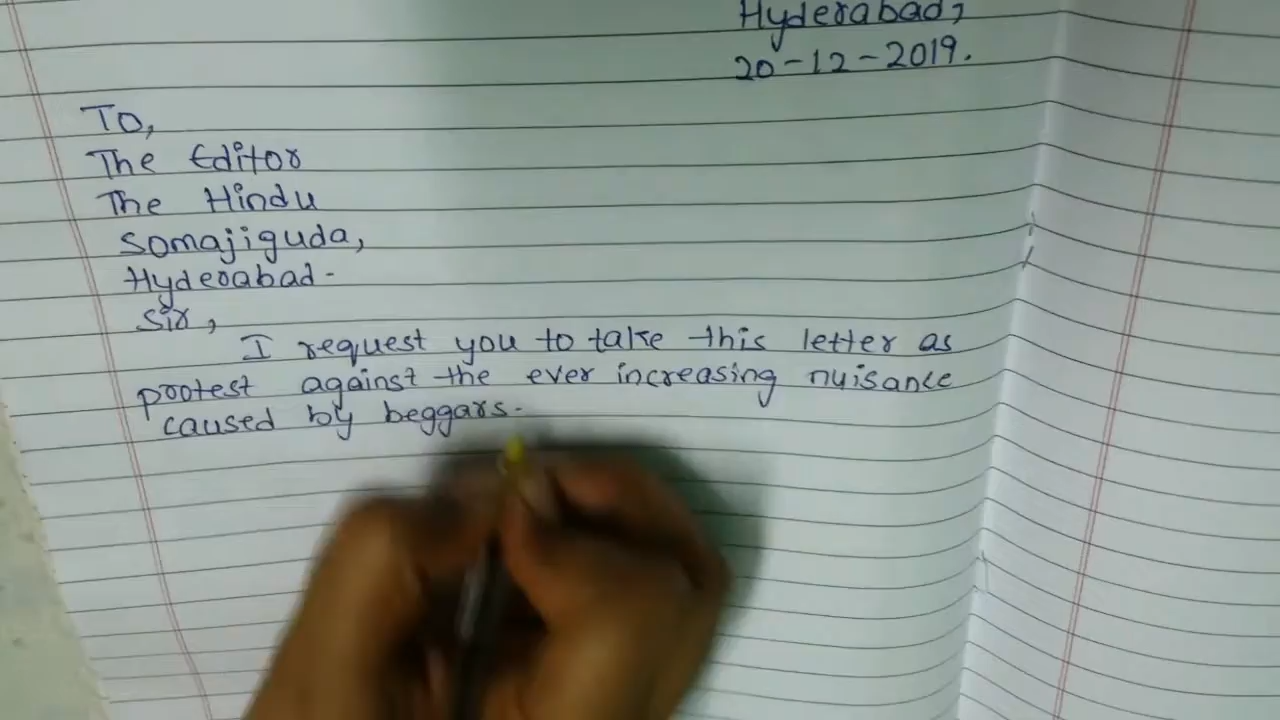 Hyderabad,
20-12-2019.
To,
The Editor
The Hindu
Somajiguda,
Hyderabad.
Sir,
I request you to take this letter as
protest against the ever increasing nuisance
caused by beggars.